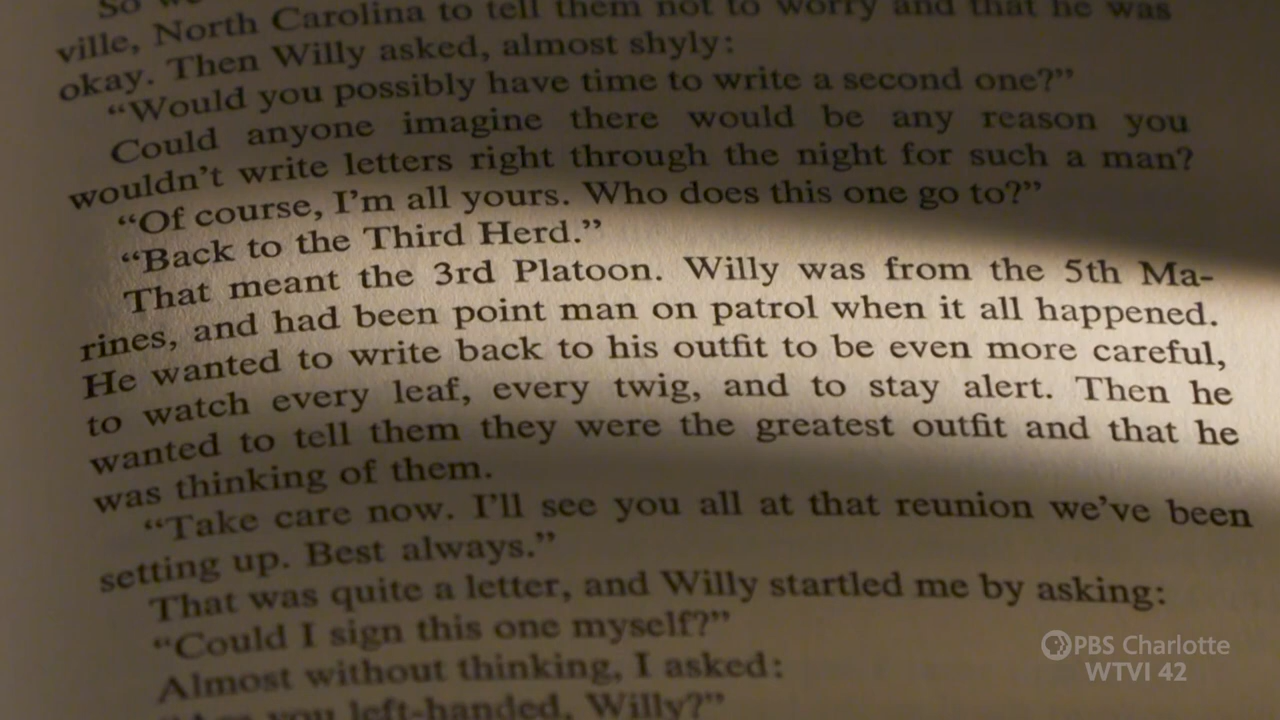 So
ville, North Carolina to tell them not to worry and that he was
okay. Then Willy asked, almost shyly:
“Would you possibly have time to write a second one?”
Could anyone imagine there would be any reason you
wouldn’t write letters right through the night for such a man?
“Of course, I’m all yours. Who does this one go to?”
“Back to the Third Herd.”
That meant the 3rd Platoon. Willy was from the 5th Ma-
rines, and had been point man on patrol when it all happened.
He wanted to write back to his outfit to be even more careful,
to watch every leaf, every twig, and to stay alert. Then he
wanted to tell them they were the greatest outfit and that he
was thinking of them.
“Take care now. I’ll see you all at that reunion we’ve been
setting up. Best always.”
That was quite a letter, and Willy startled me by asking:
“Could I sign this one myself?”
Almost without thinking, I asked:
“Are you left-handed, Willy?”
PBS Charlotte
WTVI 42